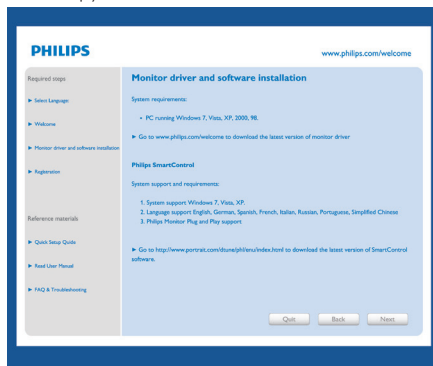 PHILIPS
www.philips.com/welcome
Required steps
Select Language
Welcome
Monitor driver and software installation
Registration
Reference materials
Quick Setup Guide
Read User Manual
FAQ & Troubleshooting
Monitor driver and software installation
System requirements:
• PC running Windows 7, Vista, XP, 2000, 98.
Go to www.philips.com/welcome to download the latest version of monitor driver
Philips SmartControl
System support and requirements:
1. System support Windows 7, Vista, XP.
2. Language support English, German, Spanish, French, Italian, Russian, Portuguese, Simplified Chinese
3. Philips Monitor Plug and Play support
Go to http://www.portrait.com/dtune/phl/enu/index.html to download the latest version of SmartControl
software.
Quit
Back
Next